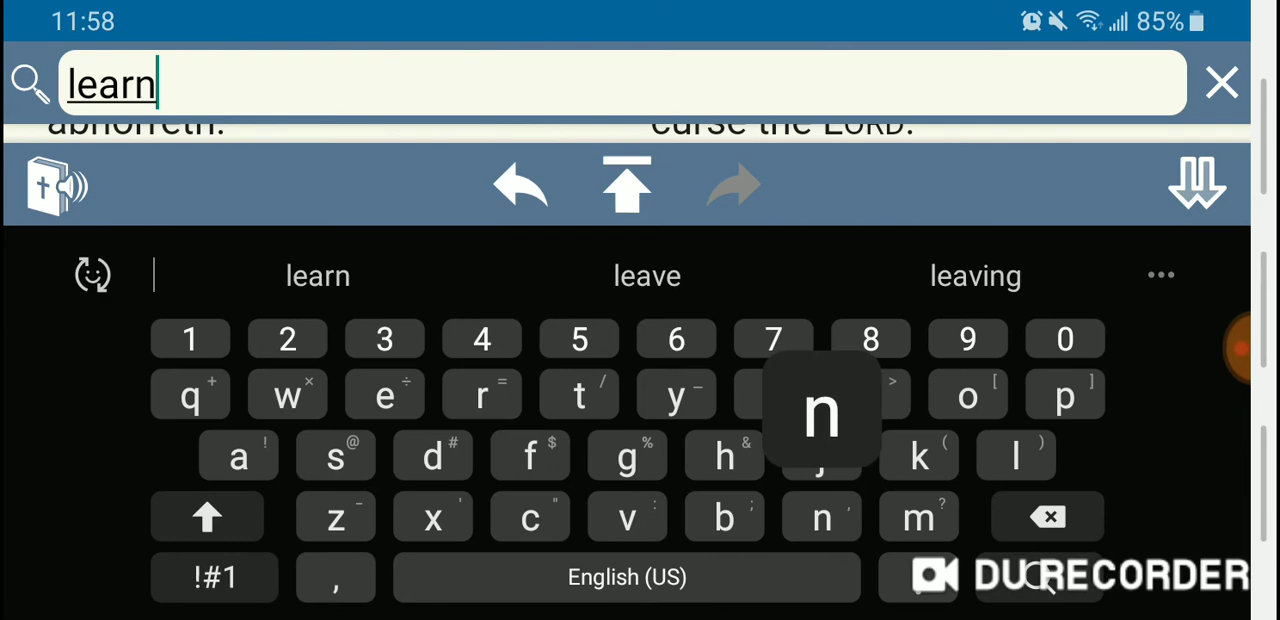 11:58
85%
learn
abhorreth. curse the LORD.
learn leave leaving
1 2 3 4 5 6 7 8 9 0
q + w × e ÷ r = t / y − > o [ p ]
a ! s @ d # f $ g % h & j n k ( l )
z - x ' c " v : b ; n , m ?
!#1 , English (US)
DU RECORDER